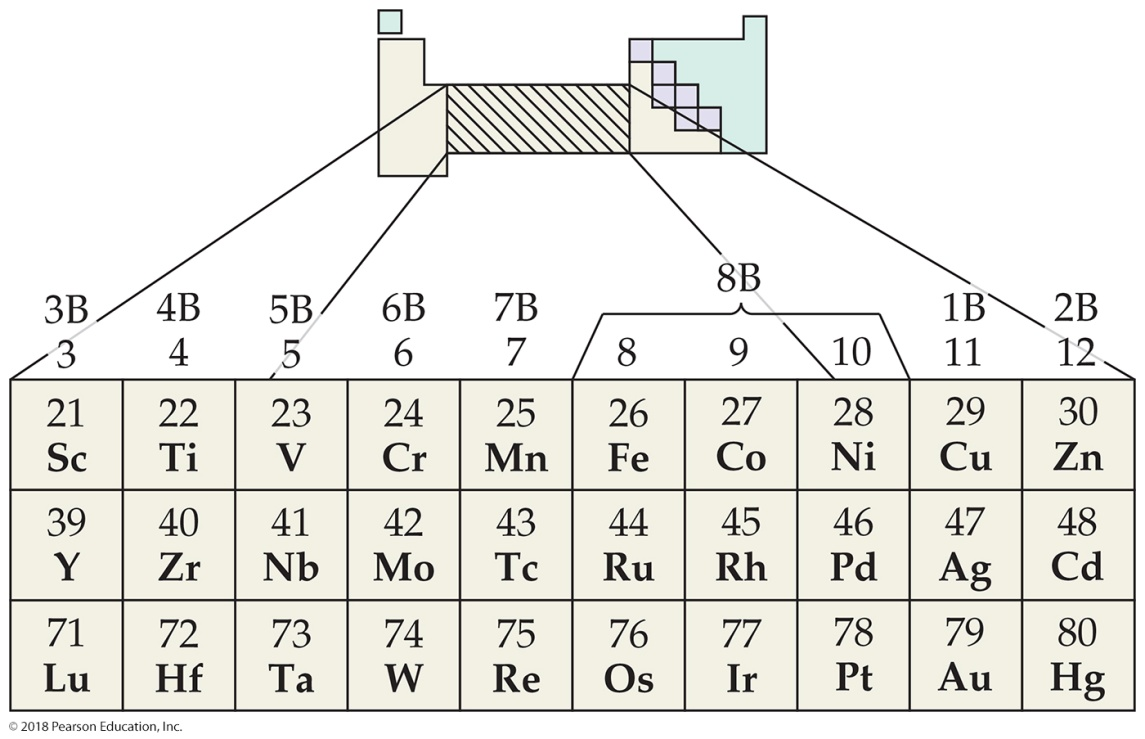 8B
3B 4B 5B 6B 7B 1B 2B
3 4 5 6 7 8 9 10 11 12
21 22 23 24 25 26 27 28 29 30
Sc Ti V Cr Mn Fe Co Ni Cu Zn
39 40 41 42 43 44 45 46 47 48
Y Zr Nb Mo Tc Ru Rh Pd Ag Cd
71 72 73 74 75 76 77 78 79 80
Lu Hf Ta W Re Os Ir Pt Au Hg
© 2018 Pearson Education, Inc.